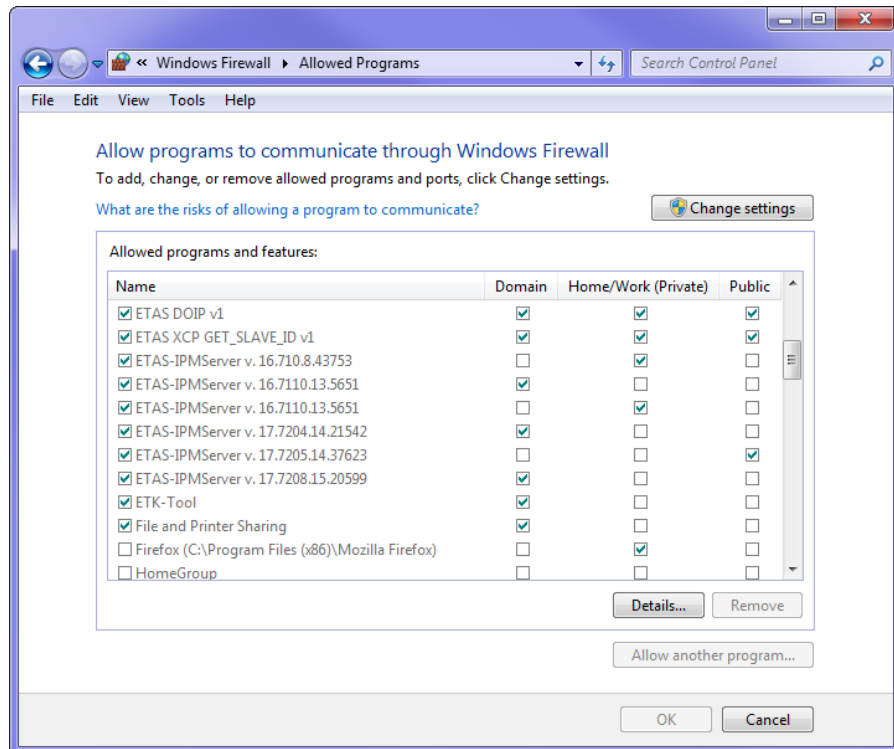 « Windows Firewall ▸ Allowed Programs
Search Control Panel
File Edit View Tools Help
Allow programs to communicate through Windows Firewall
To add, change, or remove allowed programs and ports, click Change settings.
What are the risks of allowing a program to communicate?
Change settings
Allowed programs and features:
Name Domain Home/Work (Private) Public
ETAS DOIP v1
ETAS XCP GET_SLAVE_ID v1
ETAS-IPMServer v. 16.710.8.43753
ETAS-IPMServer v. 16.7110.13.5651
ETAS-IPMServer v. 16.7110.13.5651
ETAS-IPMServer v. 17.7204.14.21542
ETAS-IPMServer v. 17.7205.14.37623
ETAS-IPMServer v. 17.7208.15.20599
ETK-Tool
File and Printer Sharing
Firefox (C:\Program Files (x86)\Mozilla Firefox)
HomeGroup
Details... Remove
Allow another program...
OK Cancel